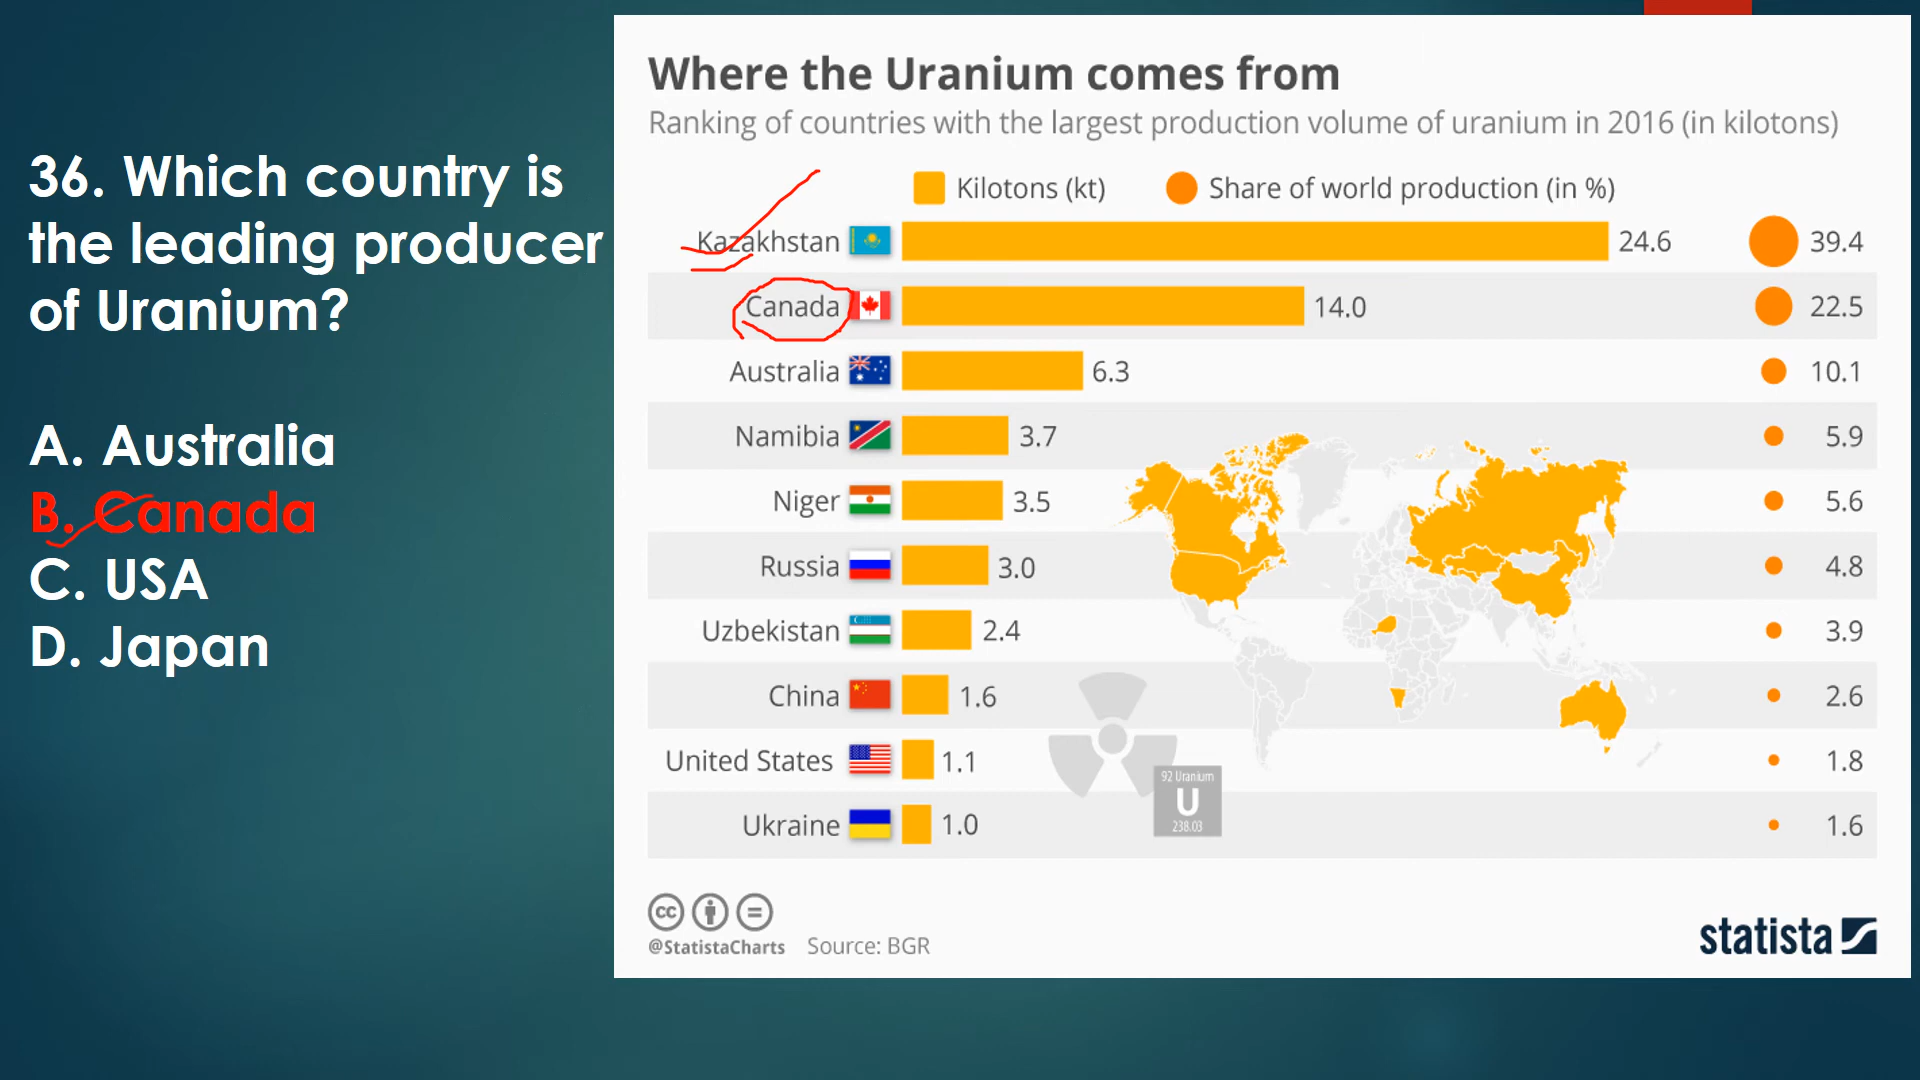 36. Which country is
the leading producer
of Uranium?
A. Australia
B. Canada
C. USA
D. Japan
Where the Uranium comes from
Ranking of countries with the largest production volume of uranium in 2016 (in kilotons)
Kilotons (kt) Share of world production (in %)
Kazakhstan 24.6 39.4
Canada 14.0 22.5
Australia 6.3 10.1
Namibia 3.7 5.9
Niger 3.5 5.6
Russia 3.0 4.8
Uzbekistan 2.4 3.9
China 1.6 2.6
United States 1.1 1.8
Ukraine 1.0 1.6
92 Uranium
U
238.03
cc
@StatistaCharts Source: BGR
statista